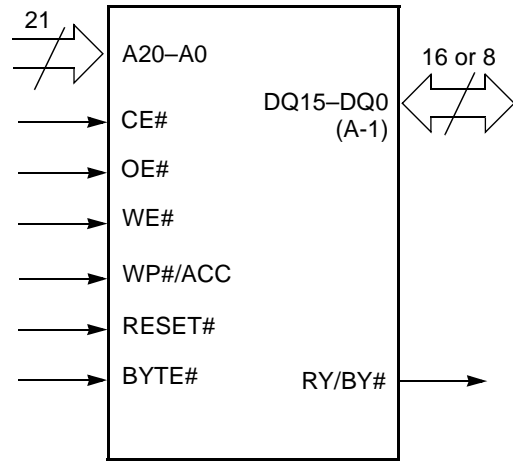 21
A20–A0
16 or 8
DQ15–DQ0
(A-1)
CE#
OE#
WE#
WP#/ACC
RESET#
BYTE#
RY/BY#